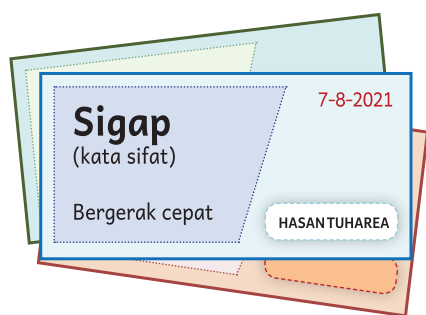 7-8-2021
Sigap
(kata sifat)
Bergerak cepat
HASAN TUHAREA